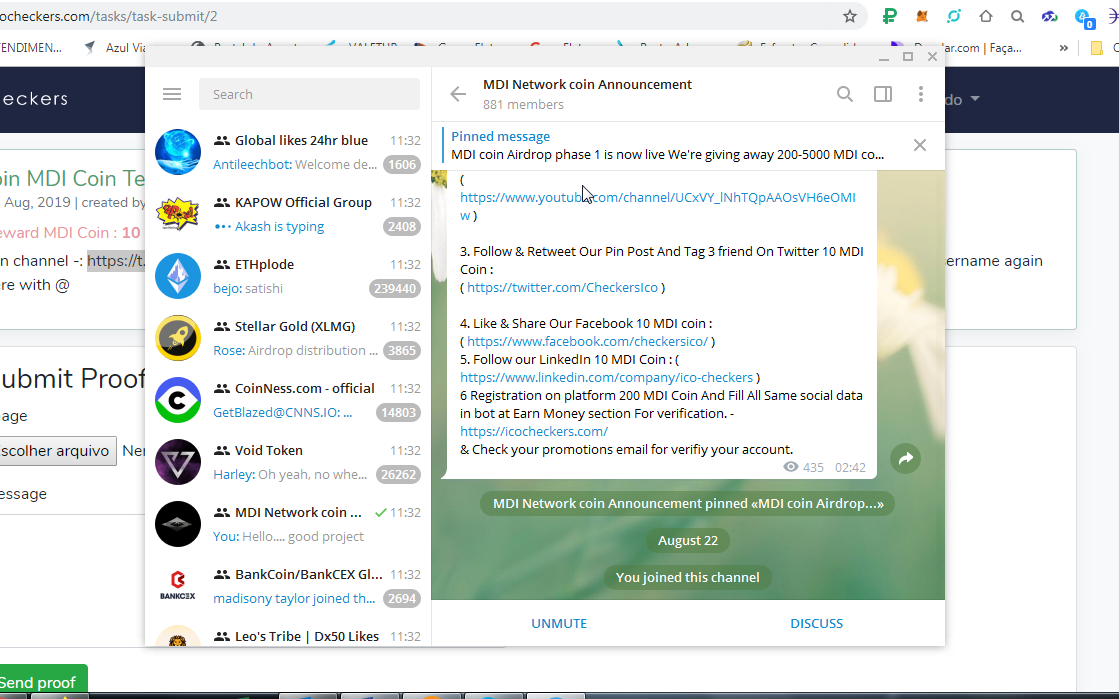 ocheckers.com/tasks/task-submit/2
ENDIMEN...
Azul Via
.com | Faça...
»
heckers
do
MDI Coin Te
Aug, 2019 | created by
eward MDI Coin : 10
n channel -: https://t.
ername again
re with @
ubmit Proof
age
scolher arquivo
essage
Send proof
Search
Global likes 24hr blue 11:32
Antileechbot: Welcome de... 1606
KAPOW Official Group 11:32
Akash is typing 2408
ETHplode 11:32
bejo: satishi 239440
Stellar Gold (XLMG) 11:32
Rose: Airdrop distribution ... 3865
CoinNess.com - official 11:32
GetBlazed@CNNS.IO: ... 14803
Void Token 11:32
Harley: Oh yeah, no whe... 26262
MDI Network coin ... 11:32
You: Hello.... good project
BankCoin/BankCEX Gl... 11:32
madisony taylor joined th... 2694
BANKCEX
Leo's Tribe | Dx50 Likes 11:32
MDI Network coin Announcement
881 members
Pinned message
MDI coin Airdrop phase 1 is now live We're giving away 200-5000 MDI co...
(
https://www.youtube.com/channel/UCxVY_lNhTQpAAOsVH6eOMI
w )
3. Follow & Retweet Our Pin Post And Tag 3 friend On Twitter 10 MDI
Coin :
( https://twitter.com/CheckersIco )
4. Like & Share Our Facebook 10 MDI coin :
( https://www.facebook.com/checkersico/ )
5. Follow our LinkedIn 10 MDI Coin : (
https://www.linkedin.com/company/ico-checkers )
6 Registration on platform 200 MDI Coin And Fill All Same social data
in bot at Earn Money section For verification. -
https://icocheckers.com/
& Check your promotions email for verifiy your account.
435 02:42
MDI Network coin Announcement pinned «MDI coin Airdrop...»
August 22
You joined this channel
UNMUTE
DISCUSS